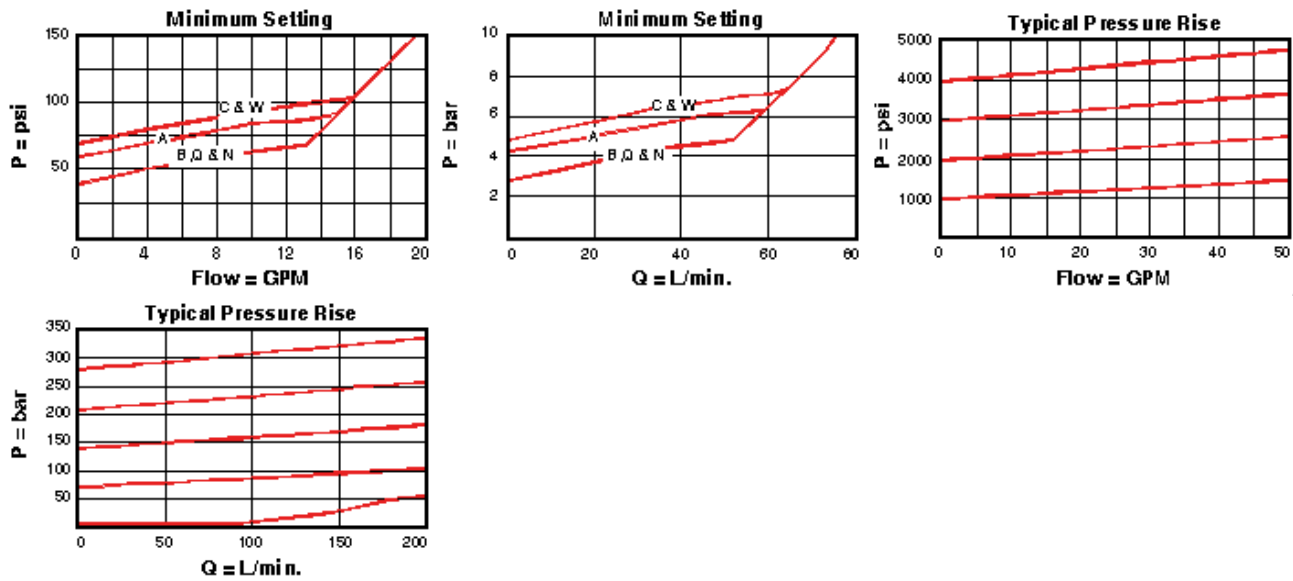 Minimum Setting
150
100
50
P = psi
C & W
A
B,Q & N
0 4 8 12 16 20
Flow = GPM
Minimum Setting
10
8
6
4
2
P = bar
C & W
A
B,Q & N
0 20 40 60 80
Q = L/min.
Typical Pressure Rise
5000
4000
3000
2000
1000
P = psi
0 10 20 30 40 50
Flow = GPM
Typical Pressure Rise
350
300
250
200
150
100
50
P = bar
0 50 100 150 200
Q = L/min.